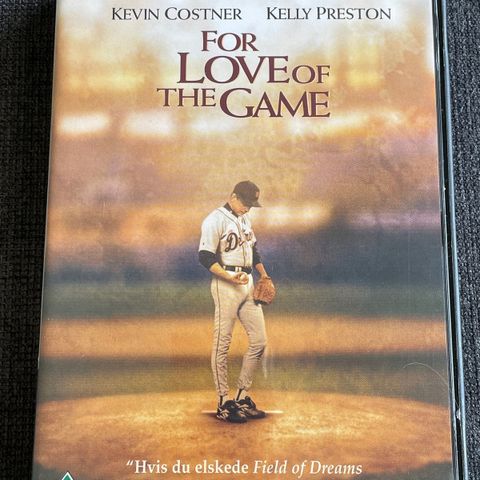 KEVIN COSTNER KELLY PRESTON
FOR
LOVE OF
THE GAME
D
"Hvis du elskede Field of Dreams